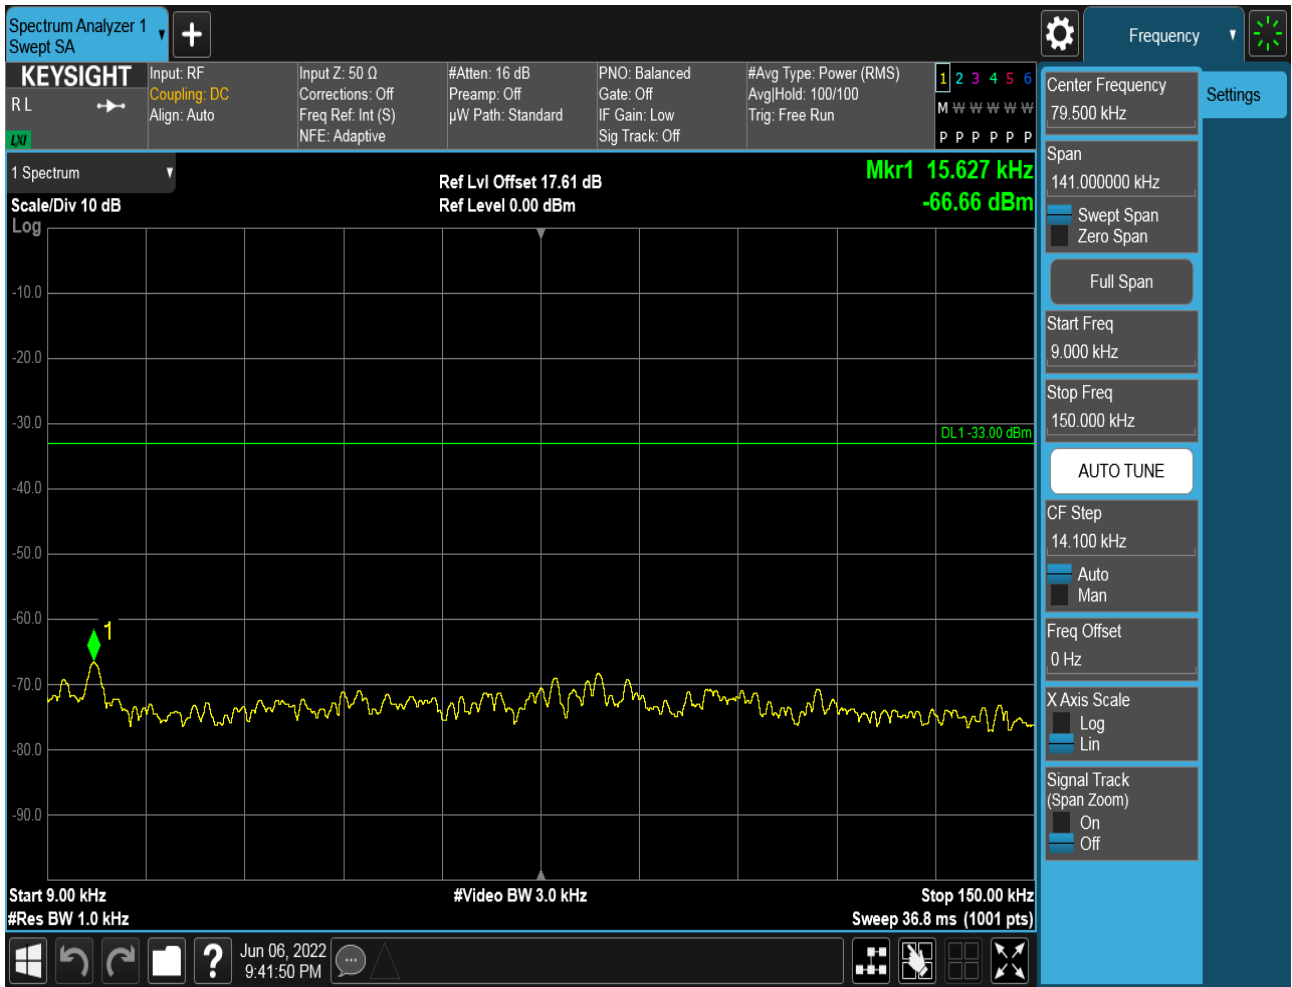 Spectrum Analyzer 1
Swept SA
Frequency
KEYSIGHT
R L
LXI
Input: RF
Coupling: DC
Align: Auto
Input Z: 50 Ω
Corrections: Off
Freq Ref: Int (S)
NFE: Adaptive
#Atten: 16 dB
Preamp: Off
µW Path: Standard
PNO: Balanced
Gate: Off
IF Gain: Low
Sig Track: Off
#Avg Type: Power (RMS)
Avg|Hold: 100/100
Trig: Free Run
1 2 3 4 5 6
M W W W W W
P P P P P P
1 Spectrum
Scale/Div 10 dB
Log
Ref Lvl Offset 17.61 dB
Ref Level 0.00 dBm
Mkr1 15.627 kHz
-66.66 dBm
-10.0
-20.0
-30.0
DL1 -33.00 dBm
-40.0
-50.0
-60.0
1
-70.0
-80.0
-90.0
Start 9.00 kHz
#Video BW 3.0 kHz
Stop 150.00 kHz
#Res BW 1.0 kHz
Sweep 36.8 ms (1001 pts)
?
Jun 06, 2022
9:41:50 PM
Center Frequency
79.500 kHz
Settings
Span
141.000000 kHz
Swept Span
Zero Span
Full Span
Start Freq
9.000 kHz
Stop Freq
150.000 kHz
AUTO TUNE
CF Step
14.100 kHz
Auto
Man
Freq Offset
0 Hz
X Axis Scale
Log
Lin
Signal Track
(Span Zoom)
On
Off